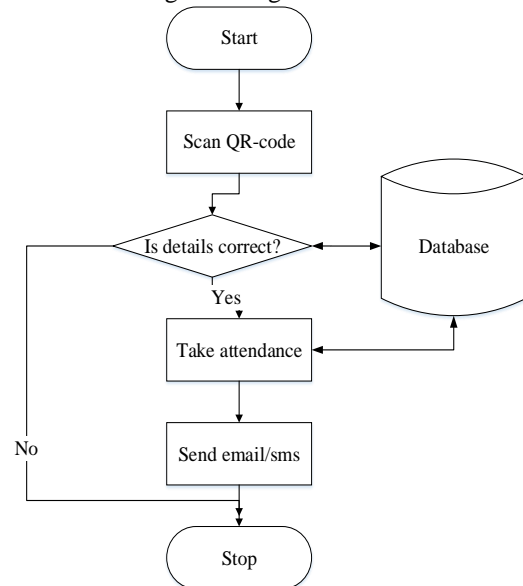 Start
Scan QR-code
Is details correct?
Database
Yes
Take attendance
No
Send email/sms
Stop